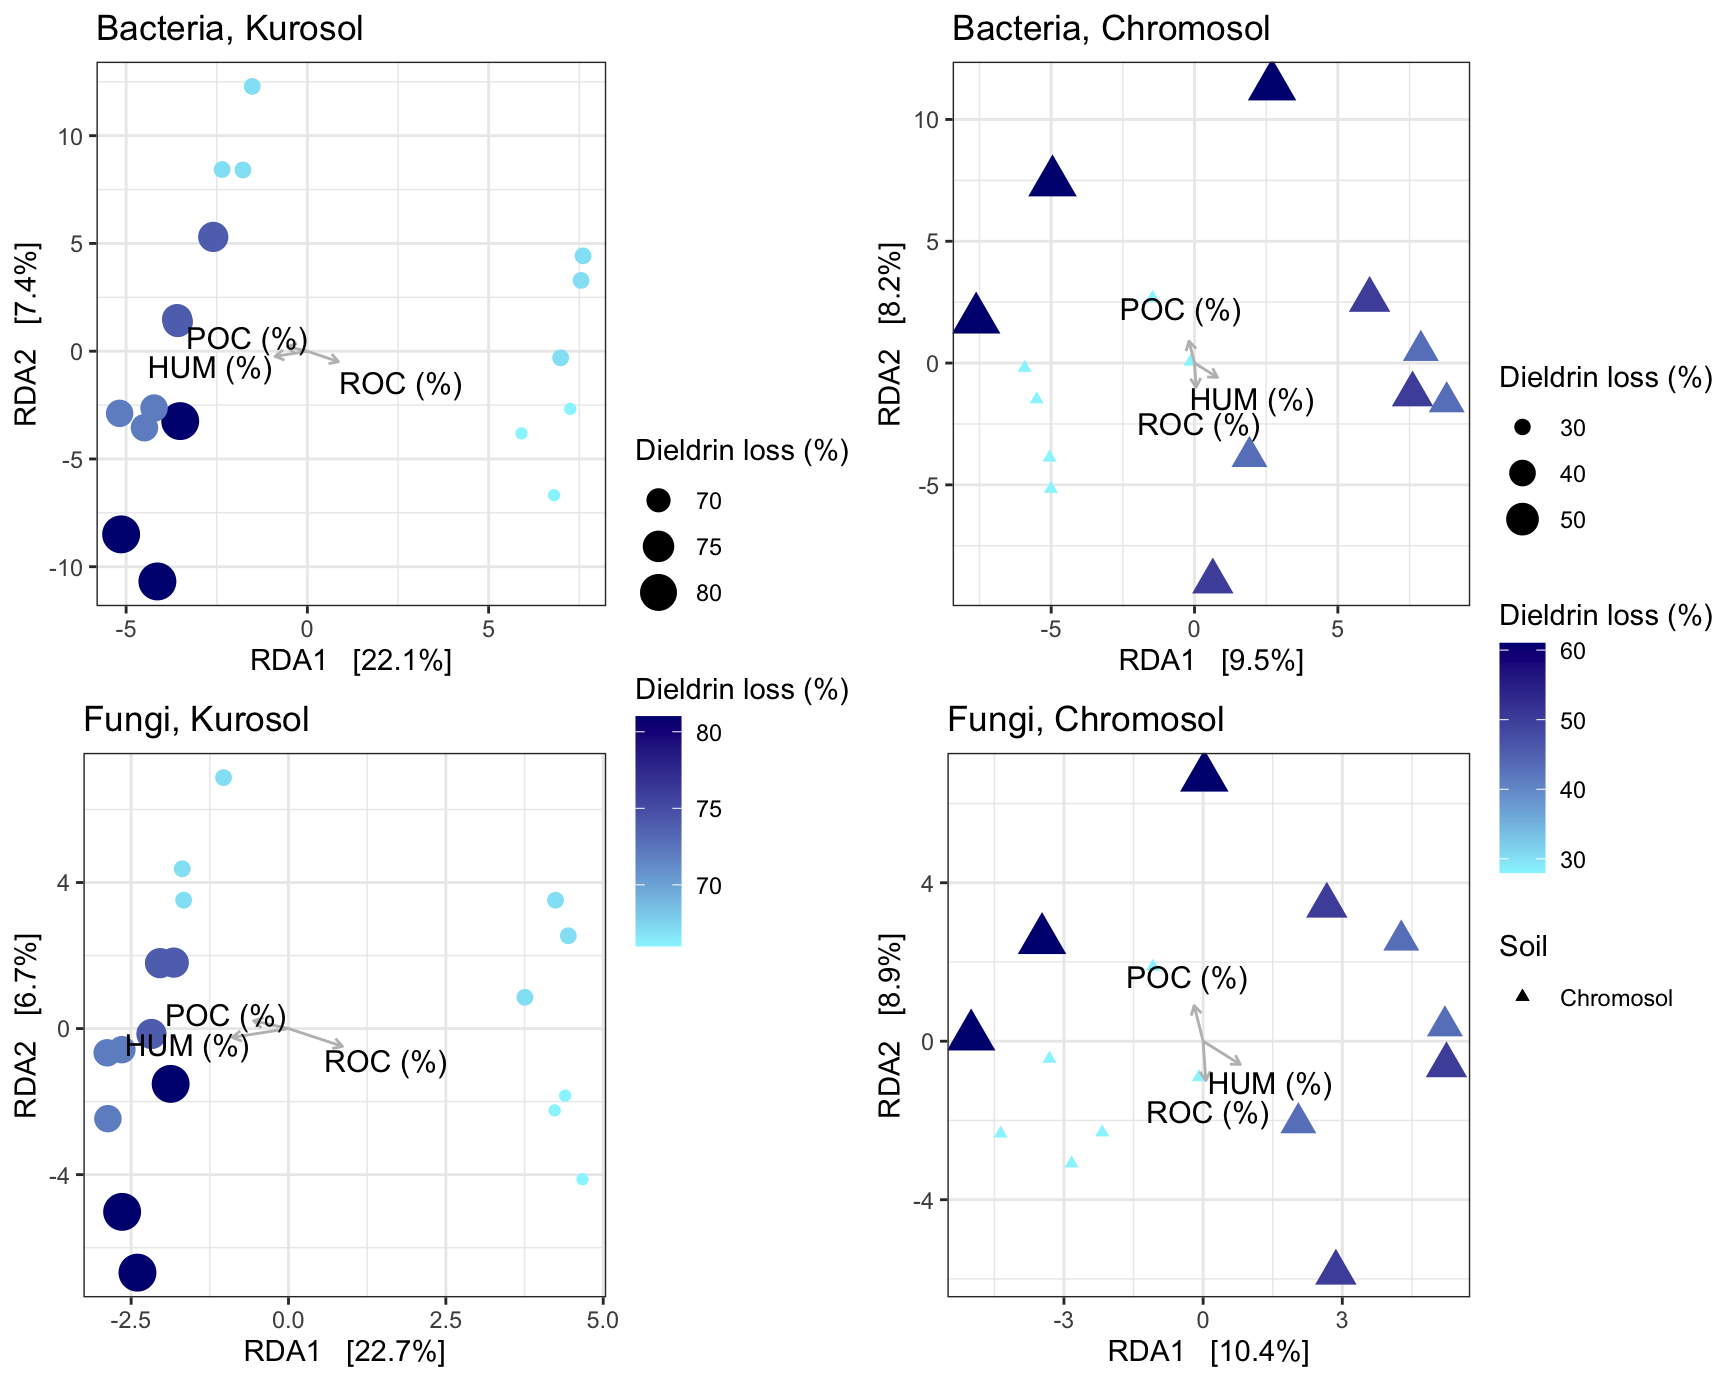 Bacteria, Kurosol
RDA2 [7.4%]
10
5
0
-5
-10
POC (%)
HUM (%)
ROC (%)
-5 0 5
RDA1 [22.1%]
Dieldrin loss (%)
70
75
80
Dieldrin loss (%)
80
75
70
Bacteria, Chromosol
RDA2 [8.2%]
10
5
0
-5
POC (%)
HUM (%)
ROC (%)
-5 0 5
RDA1 [9.5%]
Dieldrin loss (%)
30
40
50
Dieldrin loss (%)
60
50
40
30
Soil
Chromosol
Fungi, Kurosol
RDA2 [6.7%]
4
0
-4
POC (%)
HUM (%)
ROC (%)
-2.5 0.0 2.5 5.0
RDA1 [22.7%]
Fungi, Chromosol
RDA2 [8.9%]
4
0
-4
POC (%)
HUM (%)
ROC (%)
-3 0 3
RDA1 [10.4%]